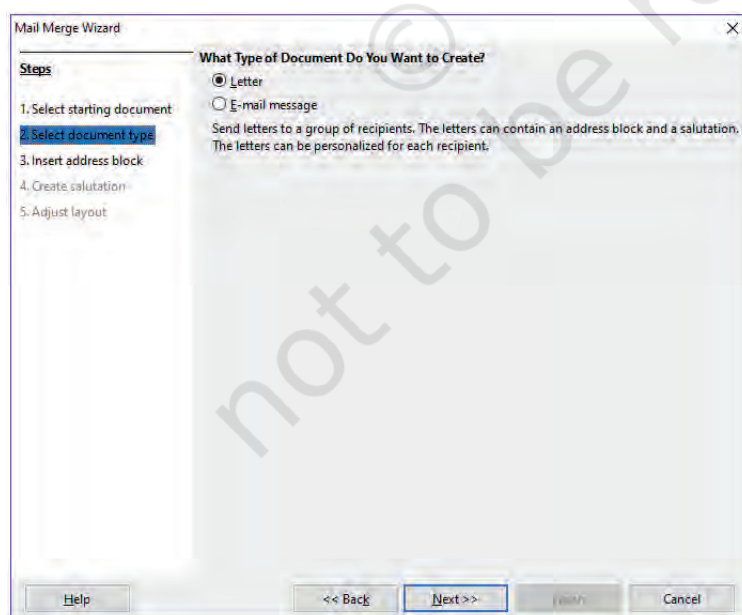 Mail Merge Wizard
Steps
1. Select starting document
2. Select document type
3. Insert address block
4. Create salutation
5. Adjust layout
What Type of Document Do You Want to Create?
Letter
E-mail message
Send letters to a group of recipients. The letters can contain an address block and a salutation.
The letters can be personalized for each recipient.
Help
<< Back
Next >>
Cancel
© not to be r